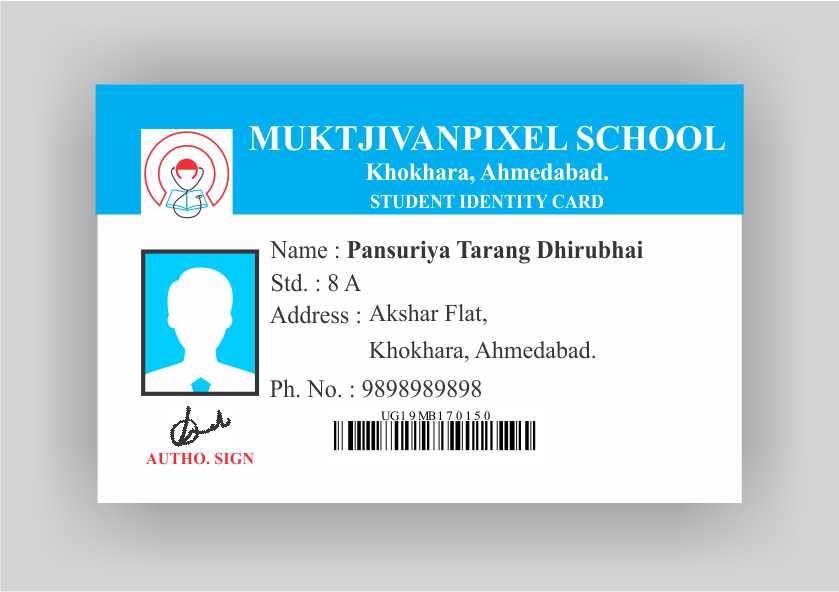 MUKTJIVANPIXEL SCHOOL
Khokhara, Ahmedabad.
STUDENT IDENTITY CARD
Name : Pansuriya Tarang Dhirubhai
Std. : 8 A
Address : Akshar Flat,
Khokhara, Ahmedabad.
Ph. No. : 9898989898
UG19MB170150
AUTHO. SIGN